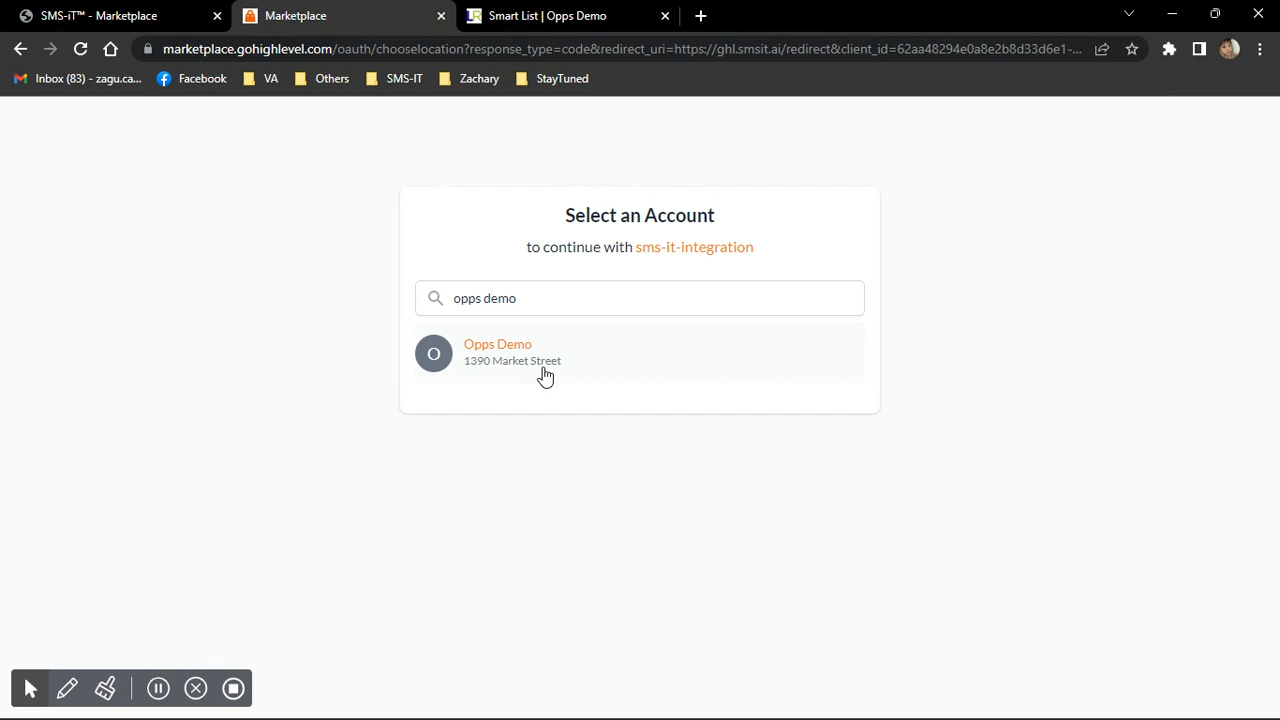 SMS-iT™ - Marketplace
Marketplace
Smart List | Opps Demo
marketplace.gohighlevel.com/oauth/chooselocation?response_type=code&redirect_uri=https://ghl.smsit.ai/redirect&client_id=62aa48294e0a8e2b8d33d6e1-...
Inbox (83) - zagu.ca...
Facebook
VA
Others
SMS-IT
Zachary
StayTuned
Select an Account
to continue with sms-it-integration
opps demo
O
Opps Demo
1390 Market Street